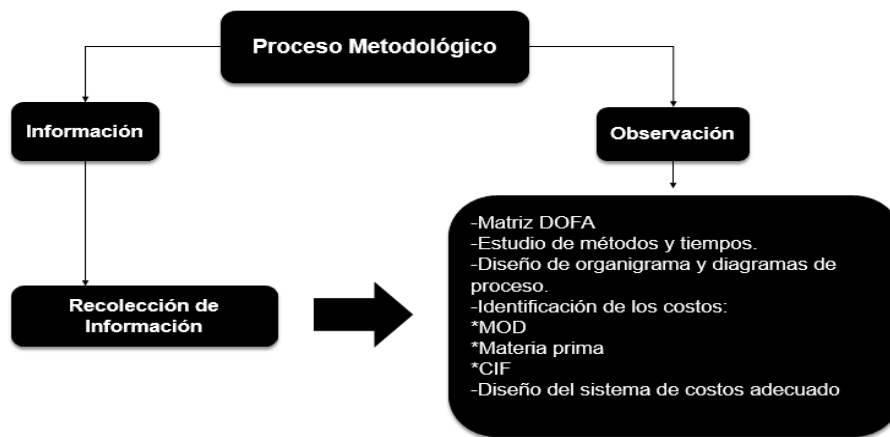 Proceso Metodológico
Información
Observación
Recolección de
Información
-Matriz DOFA
-Estudio de métodos y tiempos.
-Diseño de organigrama y diagramas de
proceso.
-Identificación de los costos:
*MOD
*Materia prima
*CIF
-Diseño del sistema de costos adecuado